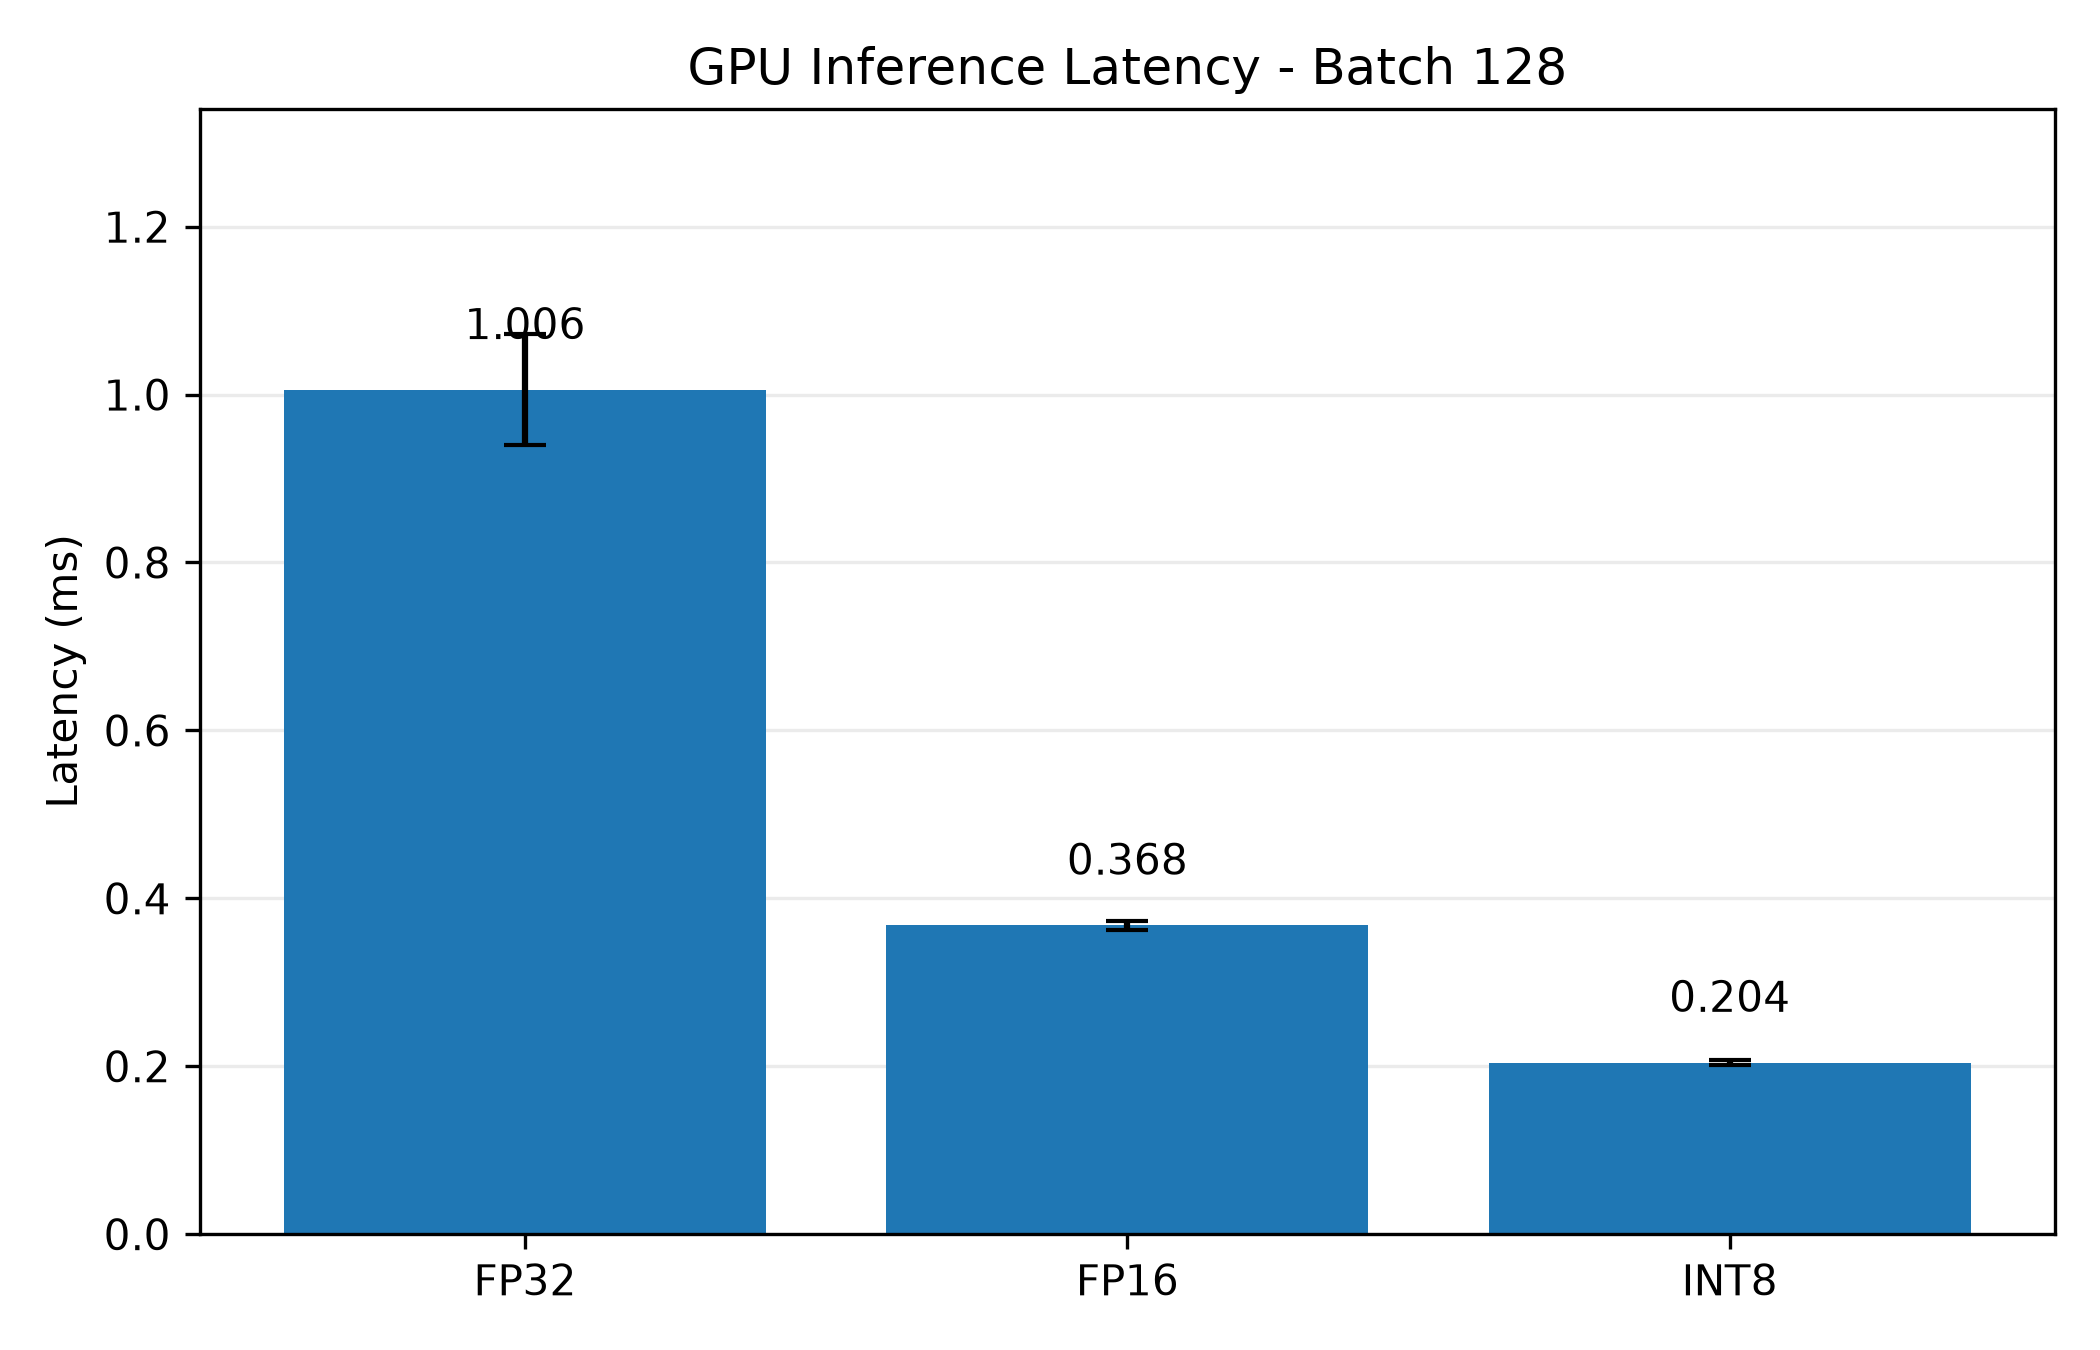 GPU Inference Latency - Batch 128
Latency (ms)
1.2
1.0
0.8
0.6
0.4
0.2
0.0
1.006
0.368
0.204
FP32
FP16
INT8